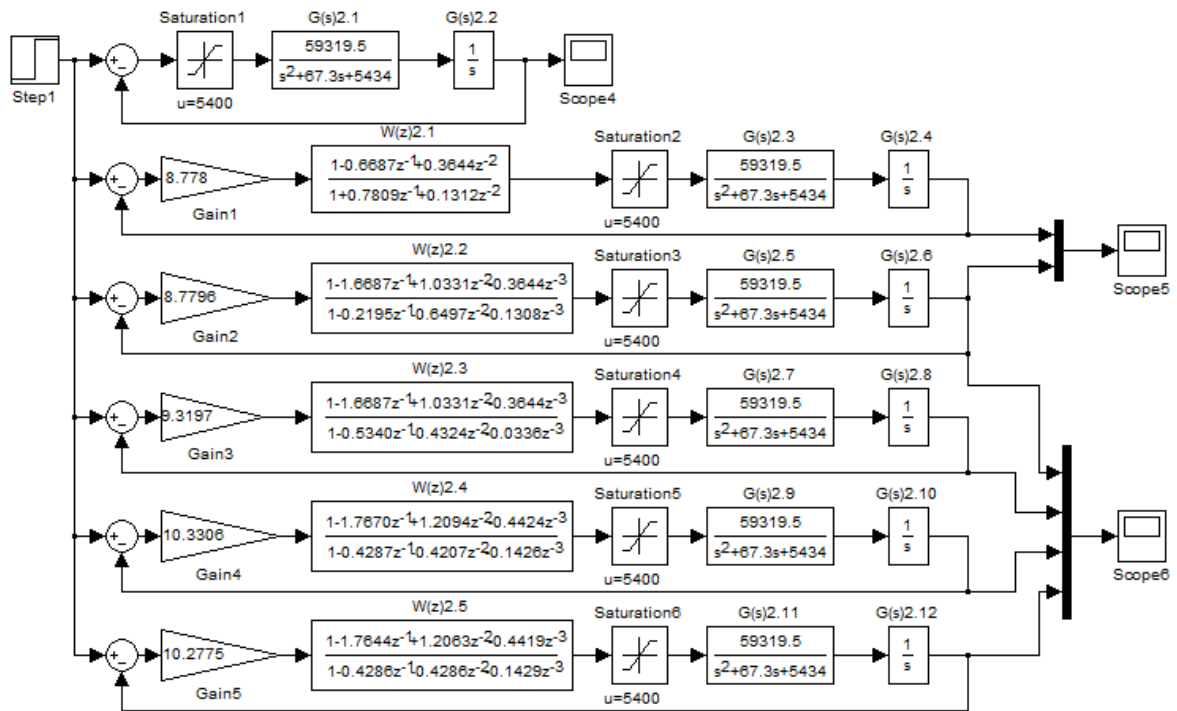 Saturation1 G(s)2.1 G(s)2.2
59319.5
s²+67.3s+5434
1
s
+
−
Step1
u=5400
Scope4
W(z)2.1 Saturation2 G(s)2.3 G(s)2.4
8.778
1-0.6687z⁻¹+0.3644z⁻²
1+0.7809z⁻¹+0.1312z⁻²
59319.5
s²+67.3s+5434
1
s
+
−
Gain1
u=5400
W(z)2.2 Saturation3 G(s)2.5 G(s)2.6
8.7796
1-1.6687z⁻¹+1.0331z⁻²0.3644z⁻³
1-0.2195z⁻¹0.6497z⁻²0.1308z⁻³
59319.5
s²+67.3s+5434
1
s
+
−
Scope5
Gain2
u=5400
W(z)2.3 Saturation4 G(s)2.7 G(s)2.8
9.3197
1-1.6687z⁻¹+1.0331z⁻²0.3644z⁻³
1-0.5340z⁻¹0.4324z⁻²0.0336z⁻³
59319.5
s²+67.3s+5434
1
s
+
−
Gain3
u=5400
W(z)2.4 Saturation5 G(s)2.9 G(s)2.10
10.3306
1-1.7670z⁻¹+1.2094z⁻²0.4424z⁻³
1-0.4287z⁻¹0.4207z⁻²0.1426z⁻³
59319.5
s²+67.3s+5434
1
s
+
−
Scope6
Gain4
u=5400
W(z)2.5 Saturation6 G(s)2.11 G(s)2.12
10.2775
1-1.7644z⁻¹+1.2063z⁻²0.4419z⁻³
1-0.4286z⁻¹0.4286z⁻²0.1429z⁻³
59319.5
s²+67.3s+5434
1
s
+
−
Gain5
u=5400